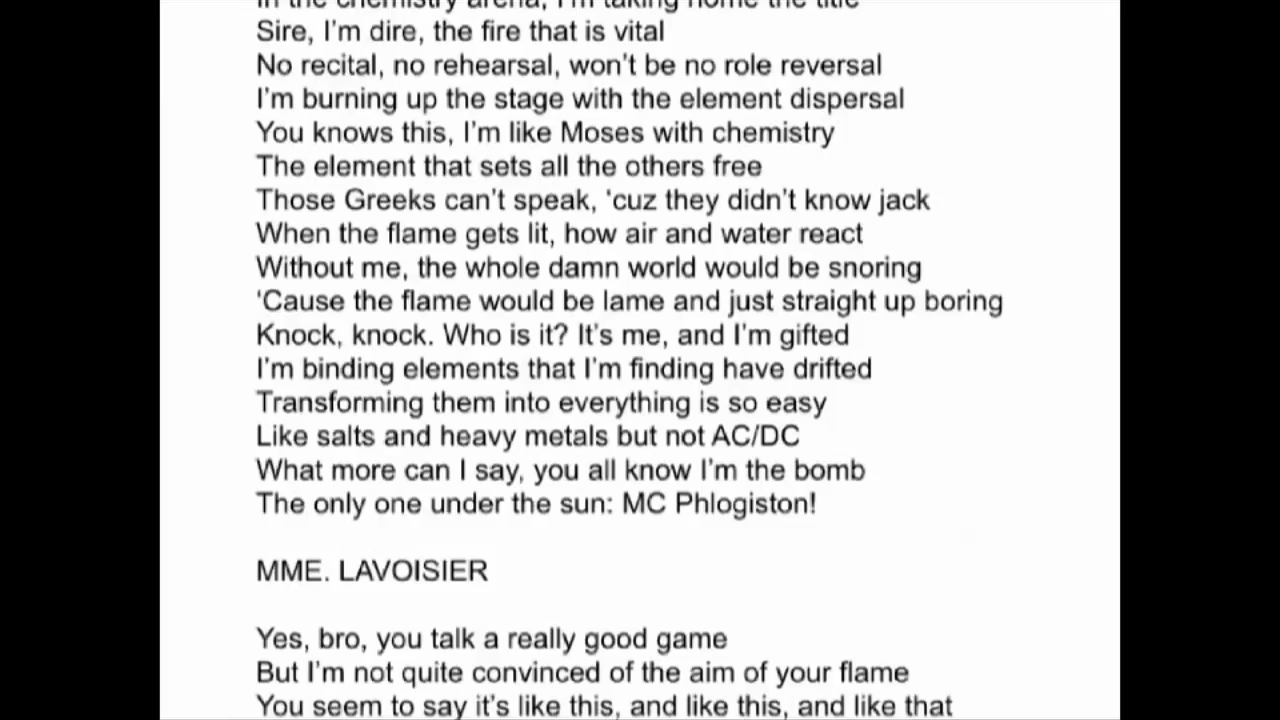 In the chemistry arena, I'm taking home the title
Sire, I'm dire, the fire that is vital
No recital, no rehearsal, won't be no role reversal
I'm burning up the stage with the element dispersal
You knows this, I'm like Moses with chemistry
The element that sets all the others free
Those Greeks can't speak, ‘cuz they didn't know jack
When the flame gets lit, how air and water react
Without me, the whole damn world would be snoring
‘Cause the flame would be lame and just straight up boring
Knock, knock. Who is it? It's me, and I'm gifted
I'm binding elements that I'm finding have drifted
Transforming them into everything is so easy
Like salts and heavy metals but not AC/DC
What more can I say, you all know I'm the bomb
The only one under the sun: MC Phlogiston!
MME. LAVOISIER
Yes, bro, you talk a really good game
But I'm not quite convinced of the aim of your flame
You seem to say it's like this, and like this, and like that